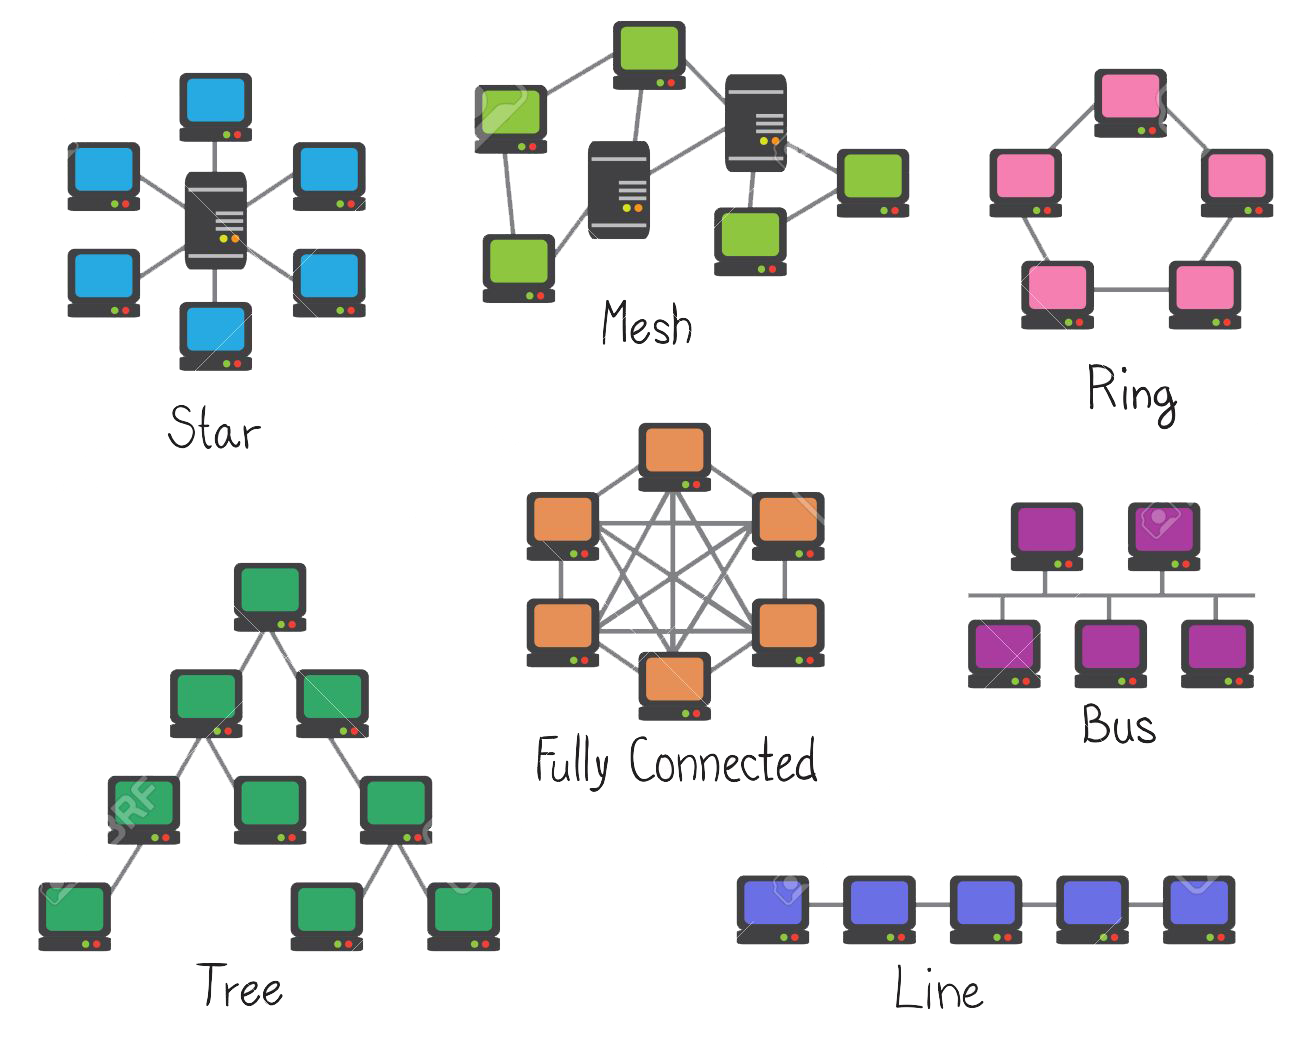 Mesh
Ring
Star
Fully Connected
Bus
Tree
Line